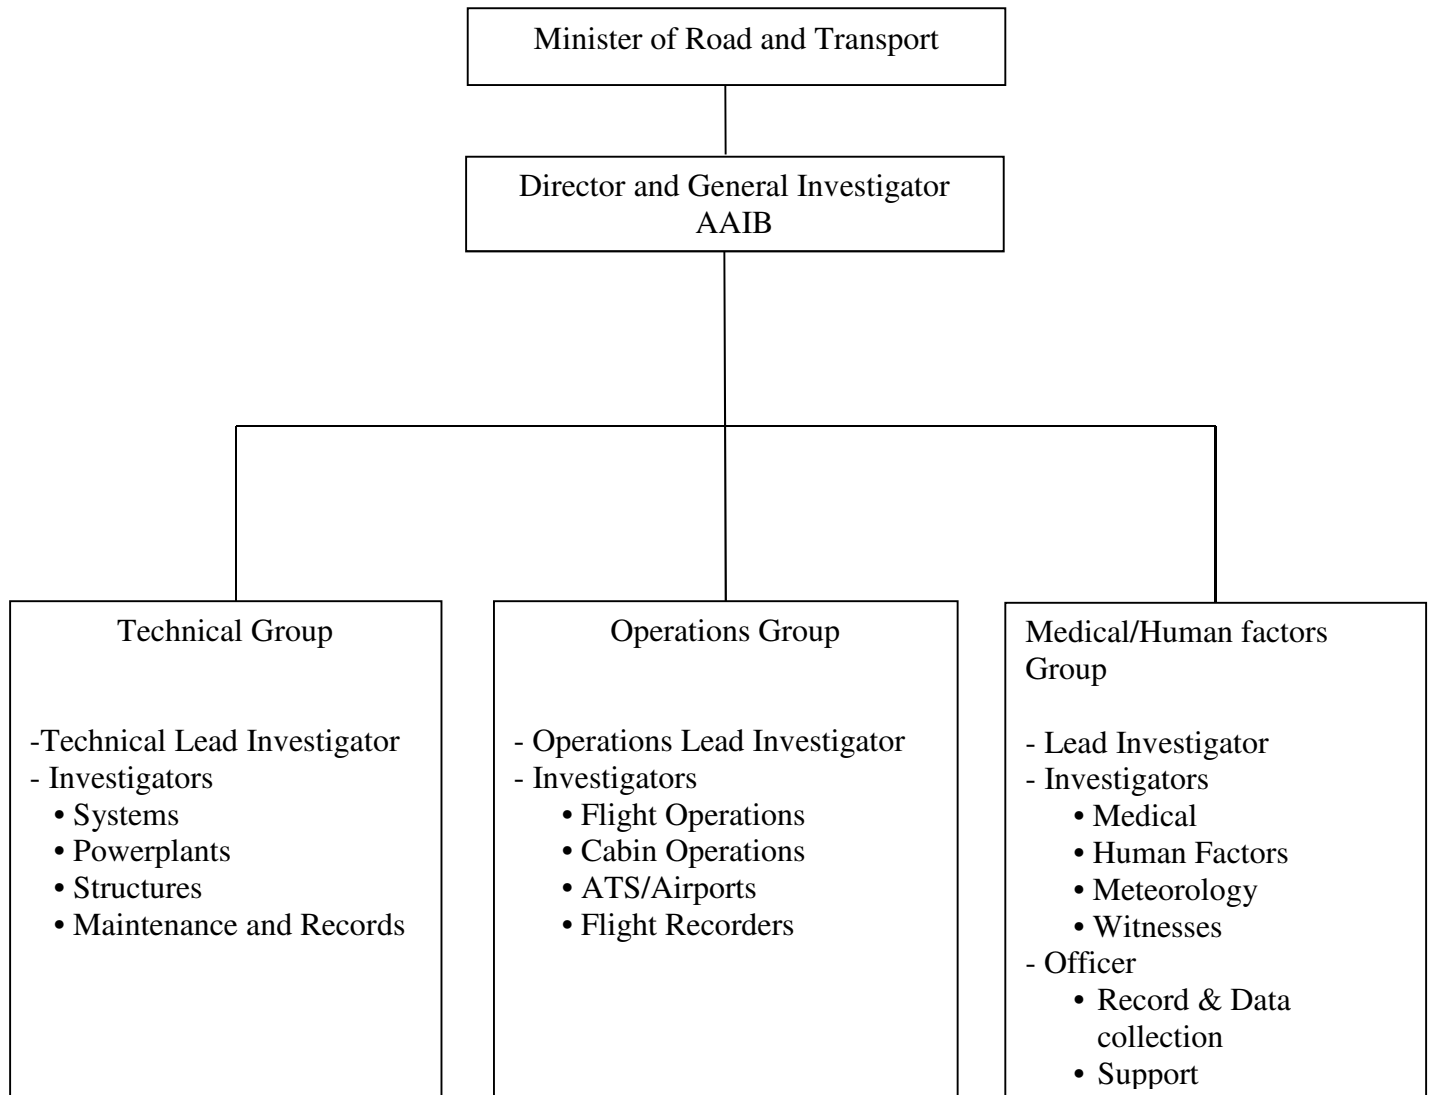 Minister of Road and Transport
Director and General Investigator
AAIB
Technical Group
-Technical Lead Investigator
- Investigators
• Systems
• Powerplants
• Structures
• Maintenance and Records
Operations Group
- Operations Lead Investigator
- Investigators
• Flight Operations
• Cabin Operations
• ATS/Airports
• Flight Recorders
Medical/Human factors
Group
- Lead Investigator
- Investigators
• Medical
• Human Factors
• Meteorology
• Witnesses
- Officer
• Record & Data
collection
• Support